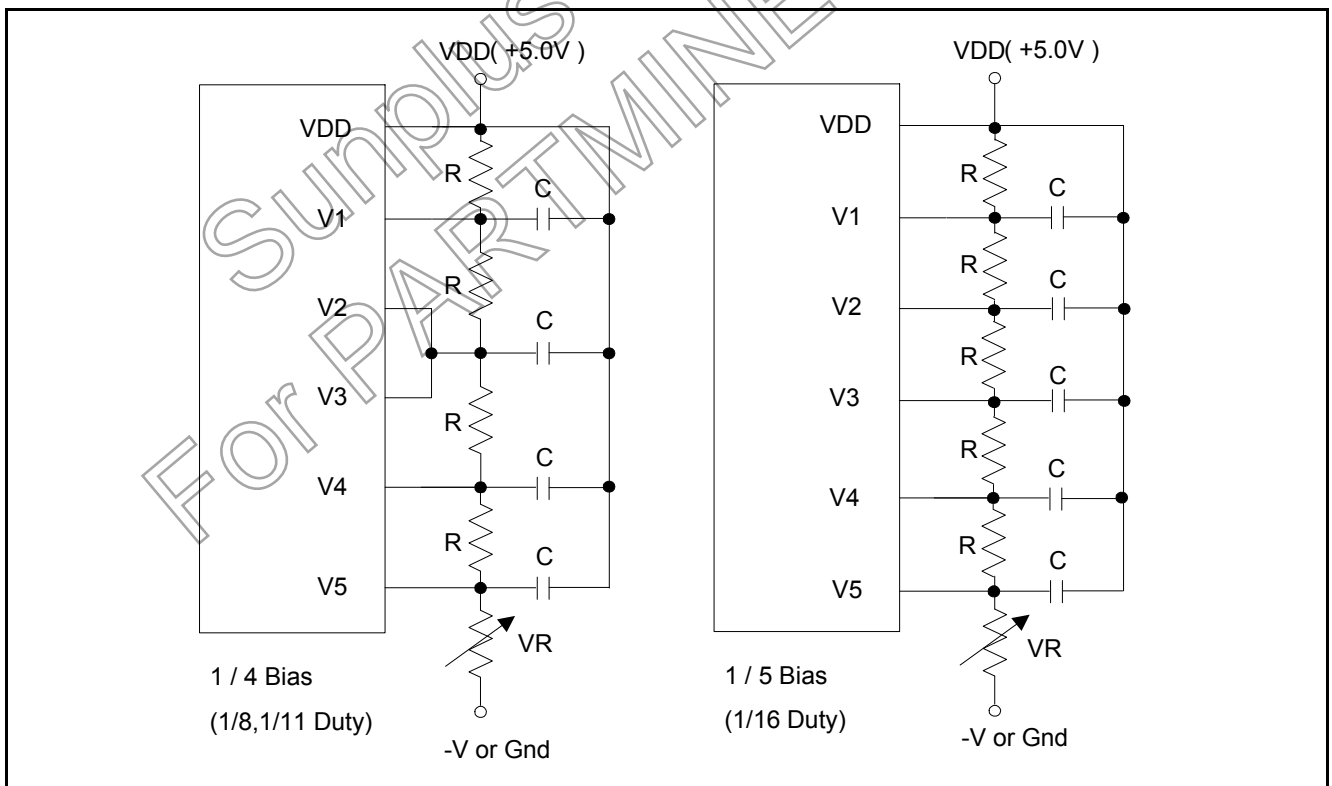 Sunplus
For PARTMINE
VDD( +5.0V )
VDD
R
C
V1
R
V2
C
V3
R
V4
C
R
C
V5
VR
1 / 4 Bias
(1/8,1/11 Duty)
-V or Gnd
VDD( +5.0V )
VDD
R
C
V1
R
C
V2
R
C
V3
R
C
V4
R
C
V5
VR
1 / 5 Bias
(1/16 Duty)
-V or Gnd